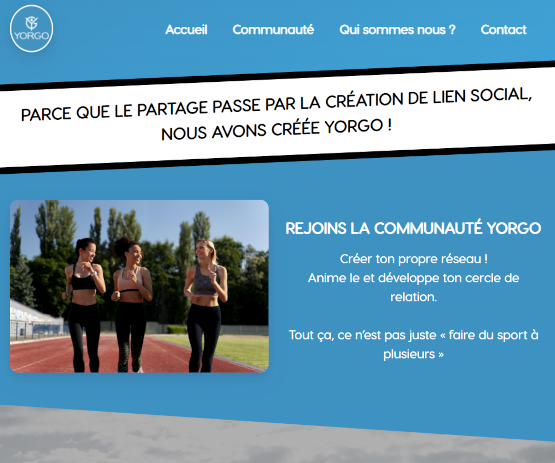 YORGO
Accueil Communauté Qui sommes nous ? Contact
PARCE QUE LE PARTAGE PASSE PAR LA CRÉATION DE LIEN SOCIAL,
NOUS AVONS CRÉÉE YORGO !
REJOINS LA COMMUNAUTÉ YORGO
Créer ton propre réseau !
Anime le et développe ton cercle de
relation.
Tout ça, ce n’est pas juste « faire du sport à
plusieurs »